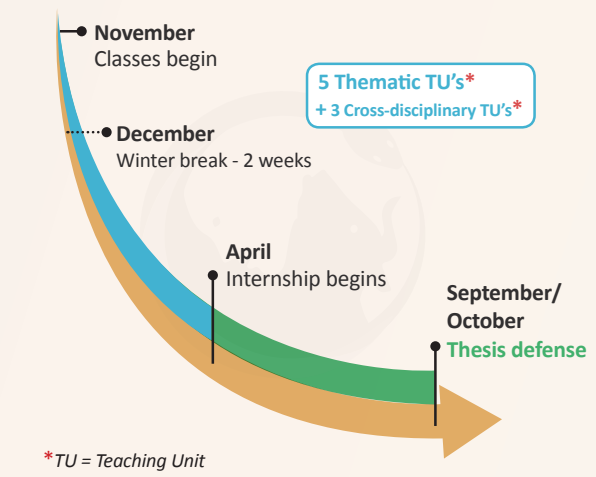 November
Classes begin
5 Thematic TU's*
+ 3 Cross-disciplinary TU's*
December
Winter break - 2 weeks
April
Internship begins
September/
October
Thesis defense
*TU = Teaching Unit